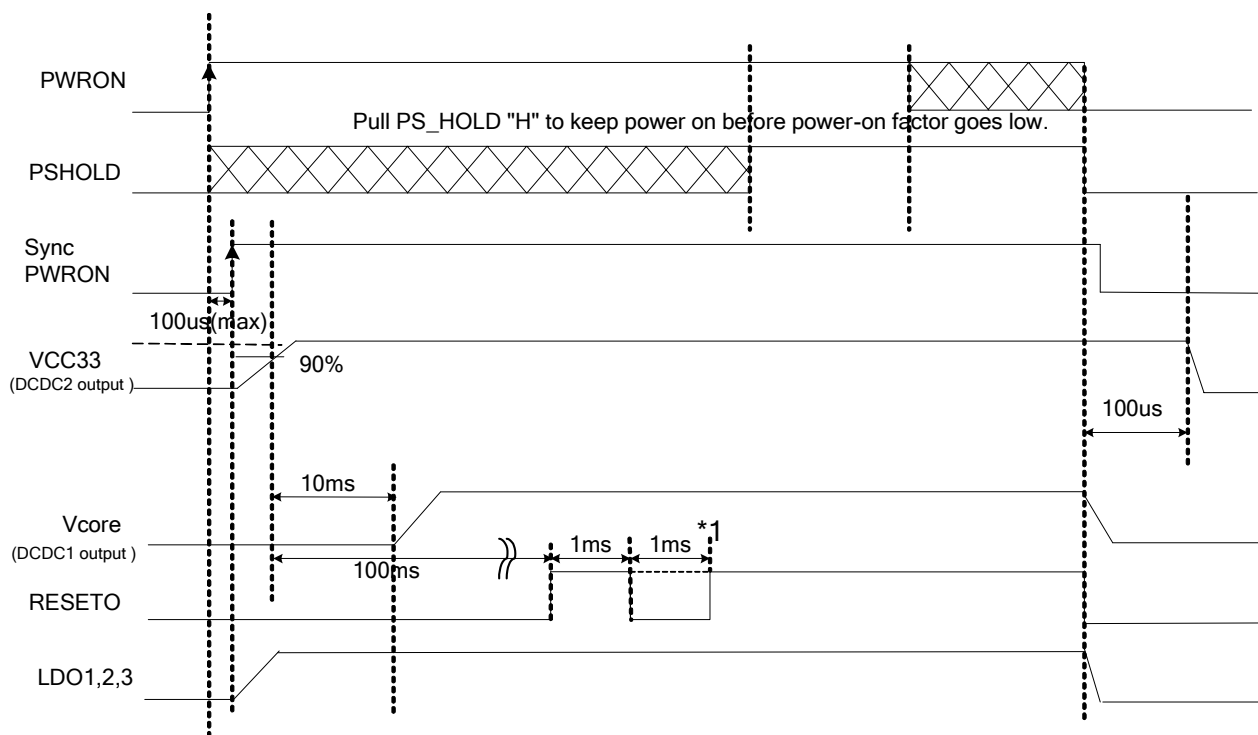 PWRON
Pull PS_HOLD "H" to keep power on before power-on factor goes low.
PSHOLD
Sync
PWRON
100us(max)
VCC33
(DCDC2 output )
90%
100us
10ms
Vcore
(DCDC1 output )
100ms
1ms
1ms
*1
RESETO
LDO1,2,3